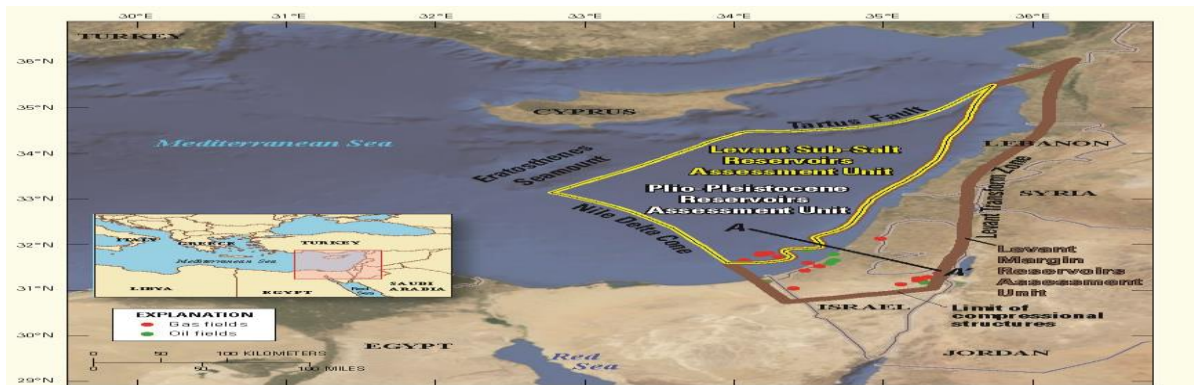 30°E
31°E
32°E
33°E
34°E
35°E
36°E
TURKEY
36°N
35°N
CYPRUS
Tartus Fault
Mediterranean Sea
34°N
Eratosthenes
Seamount
Levant Sub-Salt
Reservoirs
Assessment Unit
LEBANON
33°N
Plio-Pleistocene
Reservoirs
Assessment Unit
SYRIA
Levant Transform Zone
Nile Delta Cone
A
32°N
ITALY
GREECE
TURKEY
Mediterranean Sea
LIBYA
EGYPT
SAUDI
ARABIA
Red
Sea
Levant
Margin
Reservoirs
Assessment
Unit
A'
31°N
ISRAEL
Limit of
compressional
structures
EXPLANATION
Gas fields
Oil fields
30°N
0 50 100 KILOMETERS
0 50 100 MILES
EGYPT
Red
Sea
JORDAN
29°N